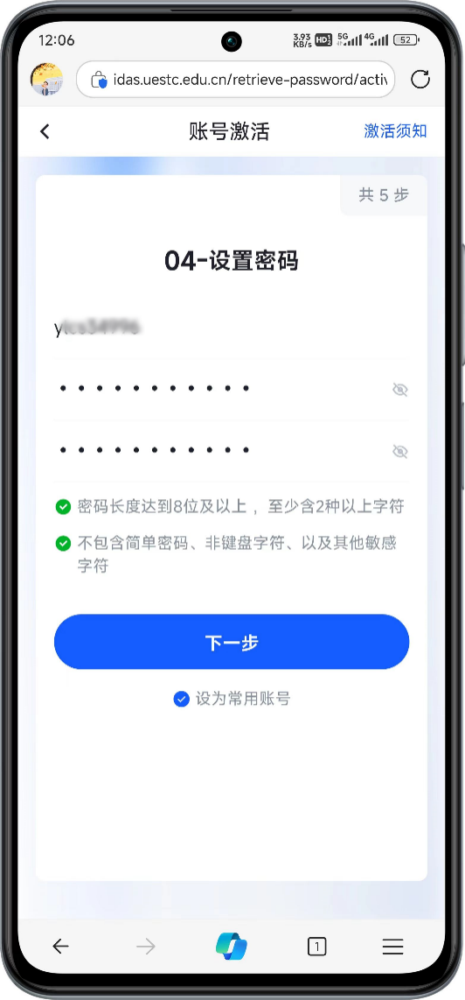 12:06
3.93
KB/s
HD
5G
4G
52
idas.uestc.edu.cn/retrieve-password/activ
账号激活
激活须知
共 5 步
04-设置密码
密码长度达到8位及以上 ，至少含2种以上字符
不包含简单密码、非键盘字符、以及其他敏感
字符
下一步
设为常用账号
1